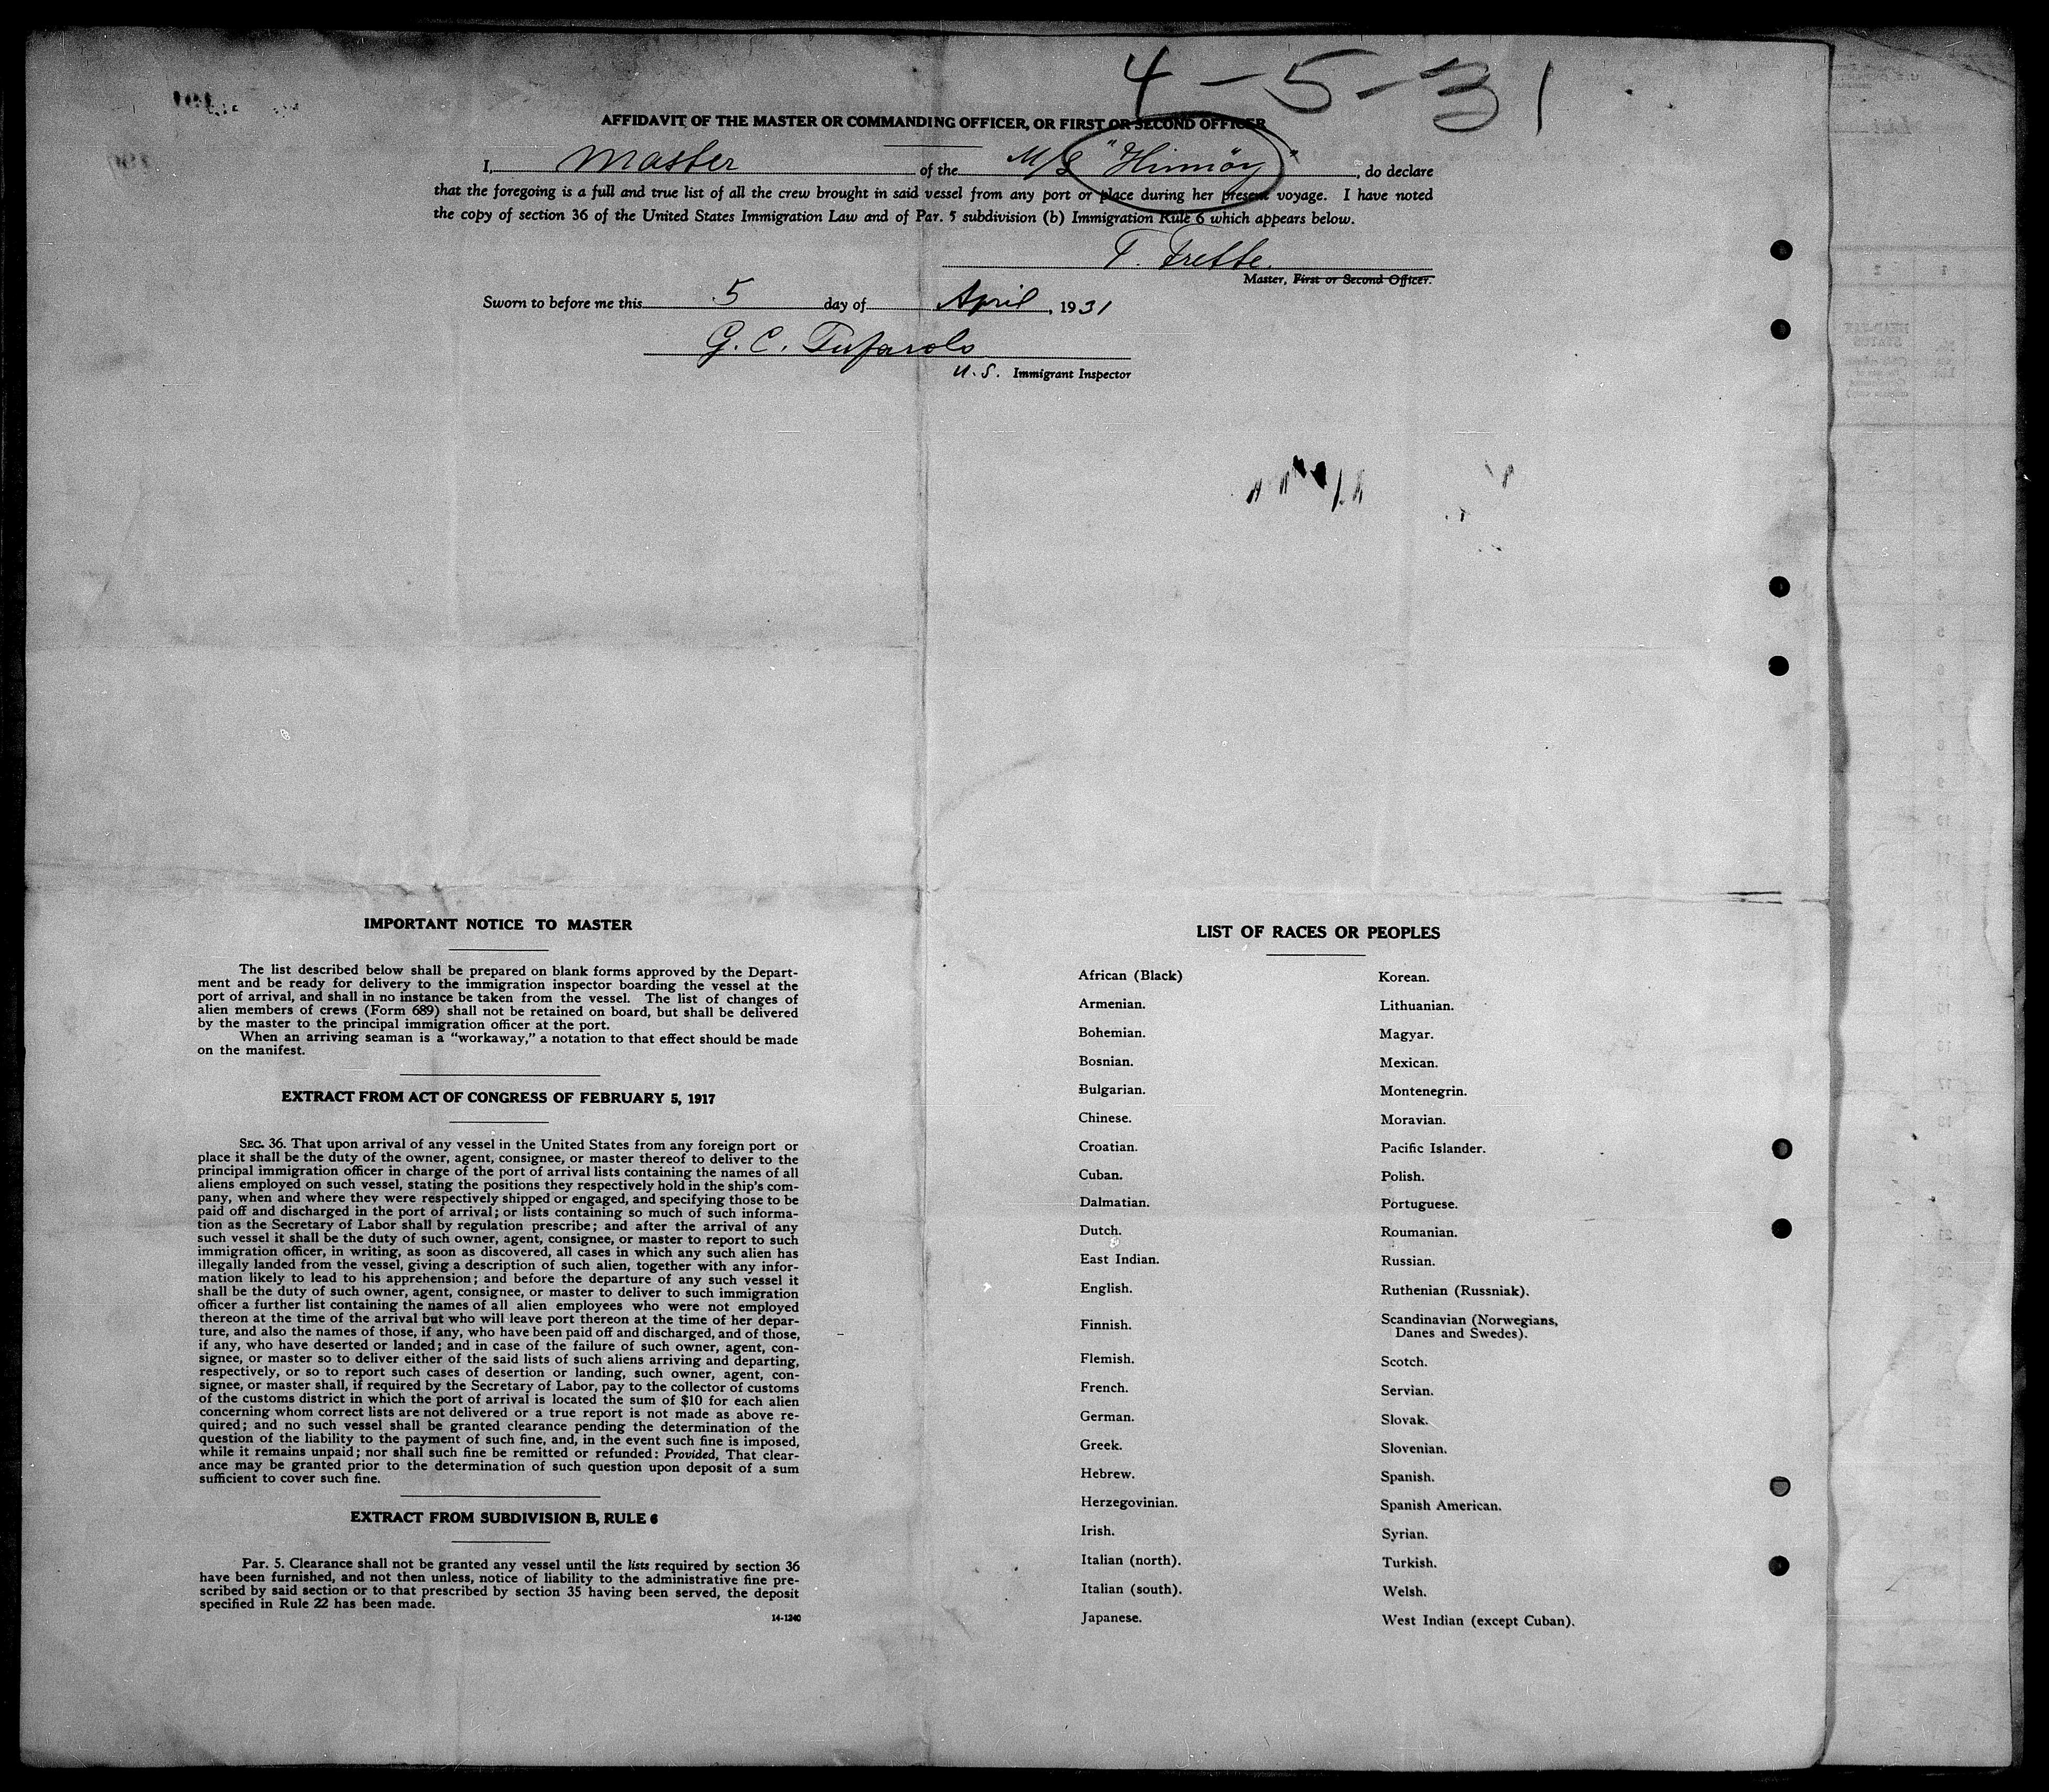 4-5-31
AFFIDAVIT OF THE MASTER OR COMMANDING OFFICER, OR FIRST OR SECOND OFFICER
I, Master of the M/S "Hinnöy", do declare
that the foregoing is a full and true list of all the crew brought in said vessel from any port or place during her present voyage. I have noted
the copy of section 36 of the United States Immigration Law and of Par. 5 subdivision (b) Immigration Rule 6 which appears below.
T. Frette.
Master, First or Second Officer.
Sworn to before me this 5 day of April, 1931
G. C. Tufarolo
U. S. Immigrant Inspector
IMPORTANT NOTICE TO MASTER
The list described below shall be prepared on blank forms approved by the Depart-
ment and be ready for delivery to the immigration inspector boarding the vessel at the
port of arrival, and shall in no instance be taken from the vessel. The list of changes of
alien members of crews (Form 689) shall not be retained on board, but shall be delivered
by the master to the principal immigration officer at the port.
When an arriving seaman is a "workaway," a notation to that effect should be made
on the manifest.
EXTRACT FROM ACT OF CONGRESS OF FEBRUARY 5, 1917
SEC. 36. That upon arrival of any vessel in the United States from any foreign port or
place it shall be the duty of the owner, agent, consignee, or master thereof to deliver to the
principal immigration officer in charge of the port of arrival lists containing the names of all
aliens employed on such vessel, stating the positions they respectively hold in the ship's com-
pany, when and where they were respectively shipped or engaged, and specifying those to be
paid off and discharged in the port of arrival; or lists containing so much of such informa-
tion as the Secretary of Labor shall by regulation prescribe; and after the arrival of any
such vessel it shall be the duty of such owner, agent, consignee, or master to report to such
immigration officer, in writing, as soon as discovered, all cases in which any such alien has
illegally landed from the vessel, giving a description of such alien, together with any infor-
mation likely to lead to his apprehension; and before the departure of any such vessel it
shall be the duty of such owner, agent, consignee, or master to deliver to such immigration
officer a further list containing the names of all alien employees who were not employed
thereon at the time of the arrival but who will leave port thereon at the time of her depar-
ture, and also the names of those, if any, who have been paid off and discharged, and of those,
if any, who have deserted or landed; and in case of the failure of such owner, agent, con-
signee, or master so to deliver either of the said lists of such aliens arriving and departing,
respectively, or so to report such cases of desertion or landing, such owner, agent, con-
signee, or master shall, if required by the Secretary of Labor, pay to the collector of customs
of the customs district in which the port of arrival is located the sum of $10 for each alien
concerning whom correct lists are not delivered or a true report is not made as above re-
quired; and no such vessel shall be granted clearance pending the determination of the
question of the liability to the payment of such fine, and, in the event such fine is imposed,
while it remains unpaid; nor shall such fine be remitted or refunded: Provided, That clear-
ance may be granted prior to the determination of such question upon deposit of a sum
sufficient to cover such fine.
EXTRACT FROM SUBDIVISION B, RULE 6
Par. 5. Clearance shall not be granted any vessel until the lists required by section 36
have been furnished, and not then unless, notice of liability to the administrative fine pre-
scribed by said section or to that prescribed by section 35 having been served, the deposit
specified in Rule 22 has been made.
14-1240
LIST OF RACES OR PEOPLES
African (Black)
Armenian.
Bohemian.
Bosnian.
Bulgarian.
Chinese.
Croatian.
Cuban.
Dalmatian.
Dutch.
East Indian.
English.
Finnish.
Flemish.
French.
German.
Greek.
Hebrew.
Herzegovinian.
Irish.
Italian (north).
Italian (south).
Japanese.
Korean.
Lithuanian.
Magyar.
Mexican.
Montenegrin.
Moravian.
Pacific Islander.
Polish.
Portuguese.
Roumanian.
Russian.
Ruthenian (Russniak).
Scandinavian (Norwegians,
Danes and Swedes).
Scotch.
Servian.
Slovak.
Slovenian.
Spanish.
Spanish American.
Syrian.
Turkish.
Welsh.
West Indian (except Cuban).